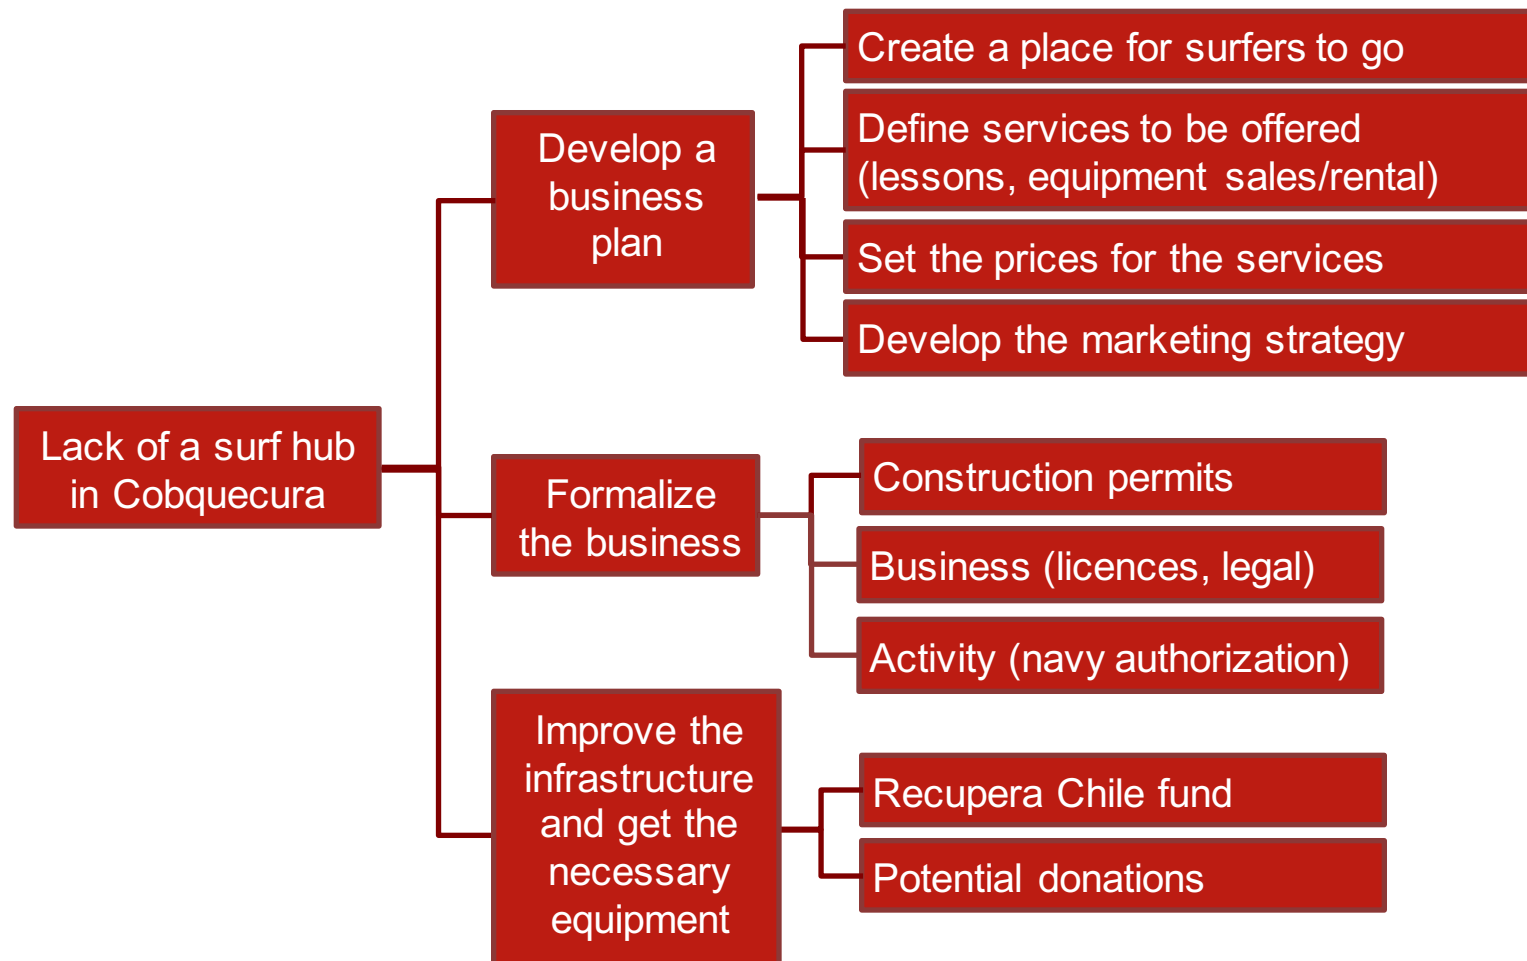 Lack of a surf hub
in Cobquecura
Develop a
business
plan
Create a place for surfers to go
Define services to be offered
(lessons, equipment sales/rental)
Set the prices for the services
Develop the marketing strategy
Formalize
the business
Construction permits
Business (licences, legal)
Activity (navy authorization)
Improve the
infrastructure
and get the
necessary
equipment
Recupera Chile fund
Potential donations